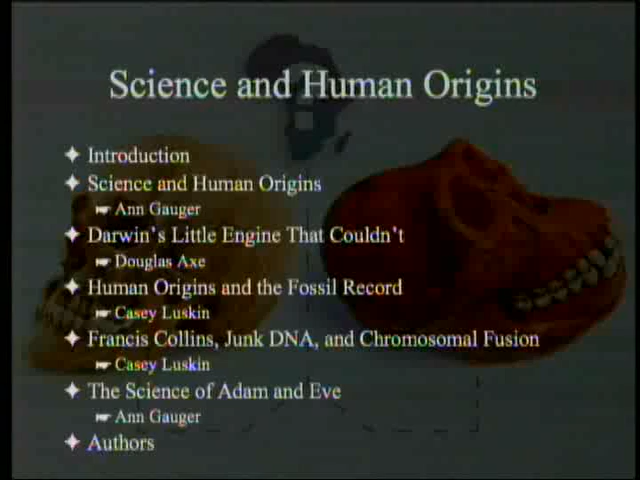 Science and Human Origins
Introduction
Science and Human Origins
Ann Gauger
Darwin's Little Engine That Couldn't
Douglas Axe
Human Origins and the Fossil Record
Casey Luskin
Francis Collins, Junk DNA, and Chromosomal Fusion
Casey Luskin
The Science of Adam and Eve
Ann Gauger
Authors